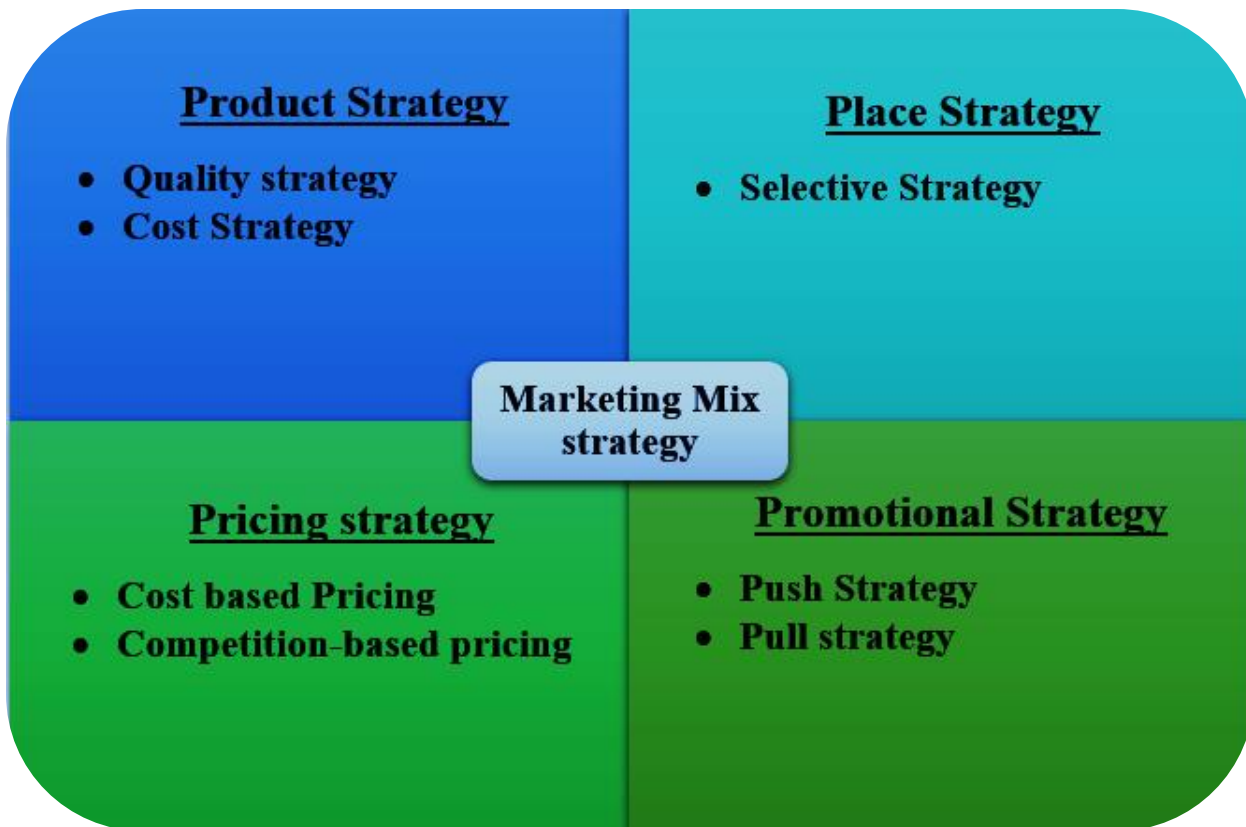 Product Strategy
• Quality strategy
• Cost Strategy
Place Strategy
• Selective Strategy
Marketing Mix
strategy
Pricing strategy
• Cost based Pricing
• Competition-based pricing
Promotional Strategy
• Push Strategy
• Pull strategy